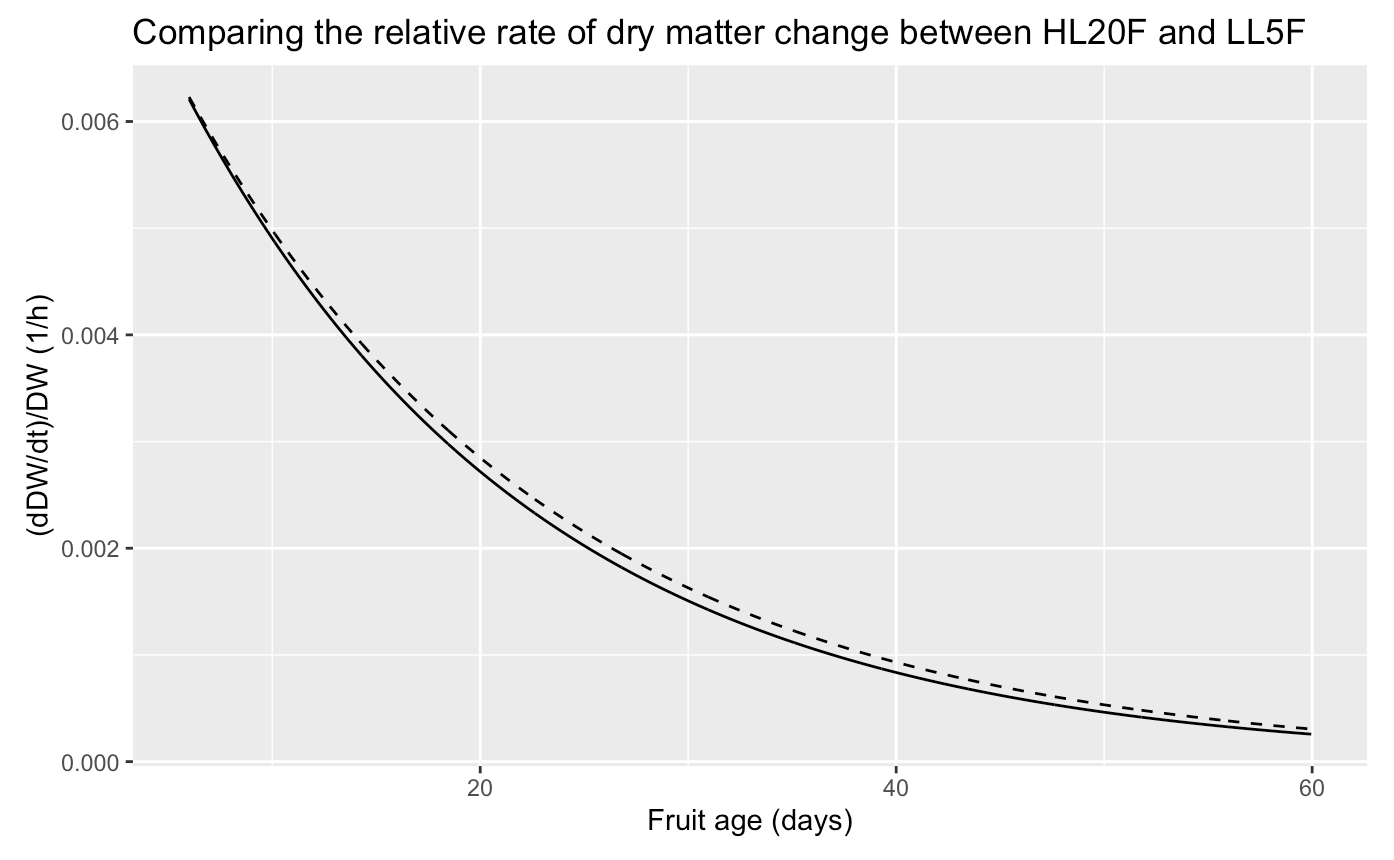 Comparing the relative rate of dry matter change between HL20F and LL5F
(dDW/dt)/DW (1/h)
0.006
0.004
0.002
0.000
20 40 60
Fruit age (days)